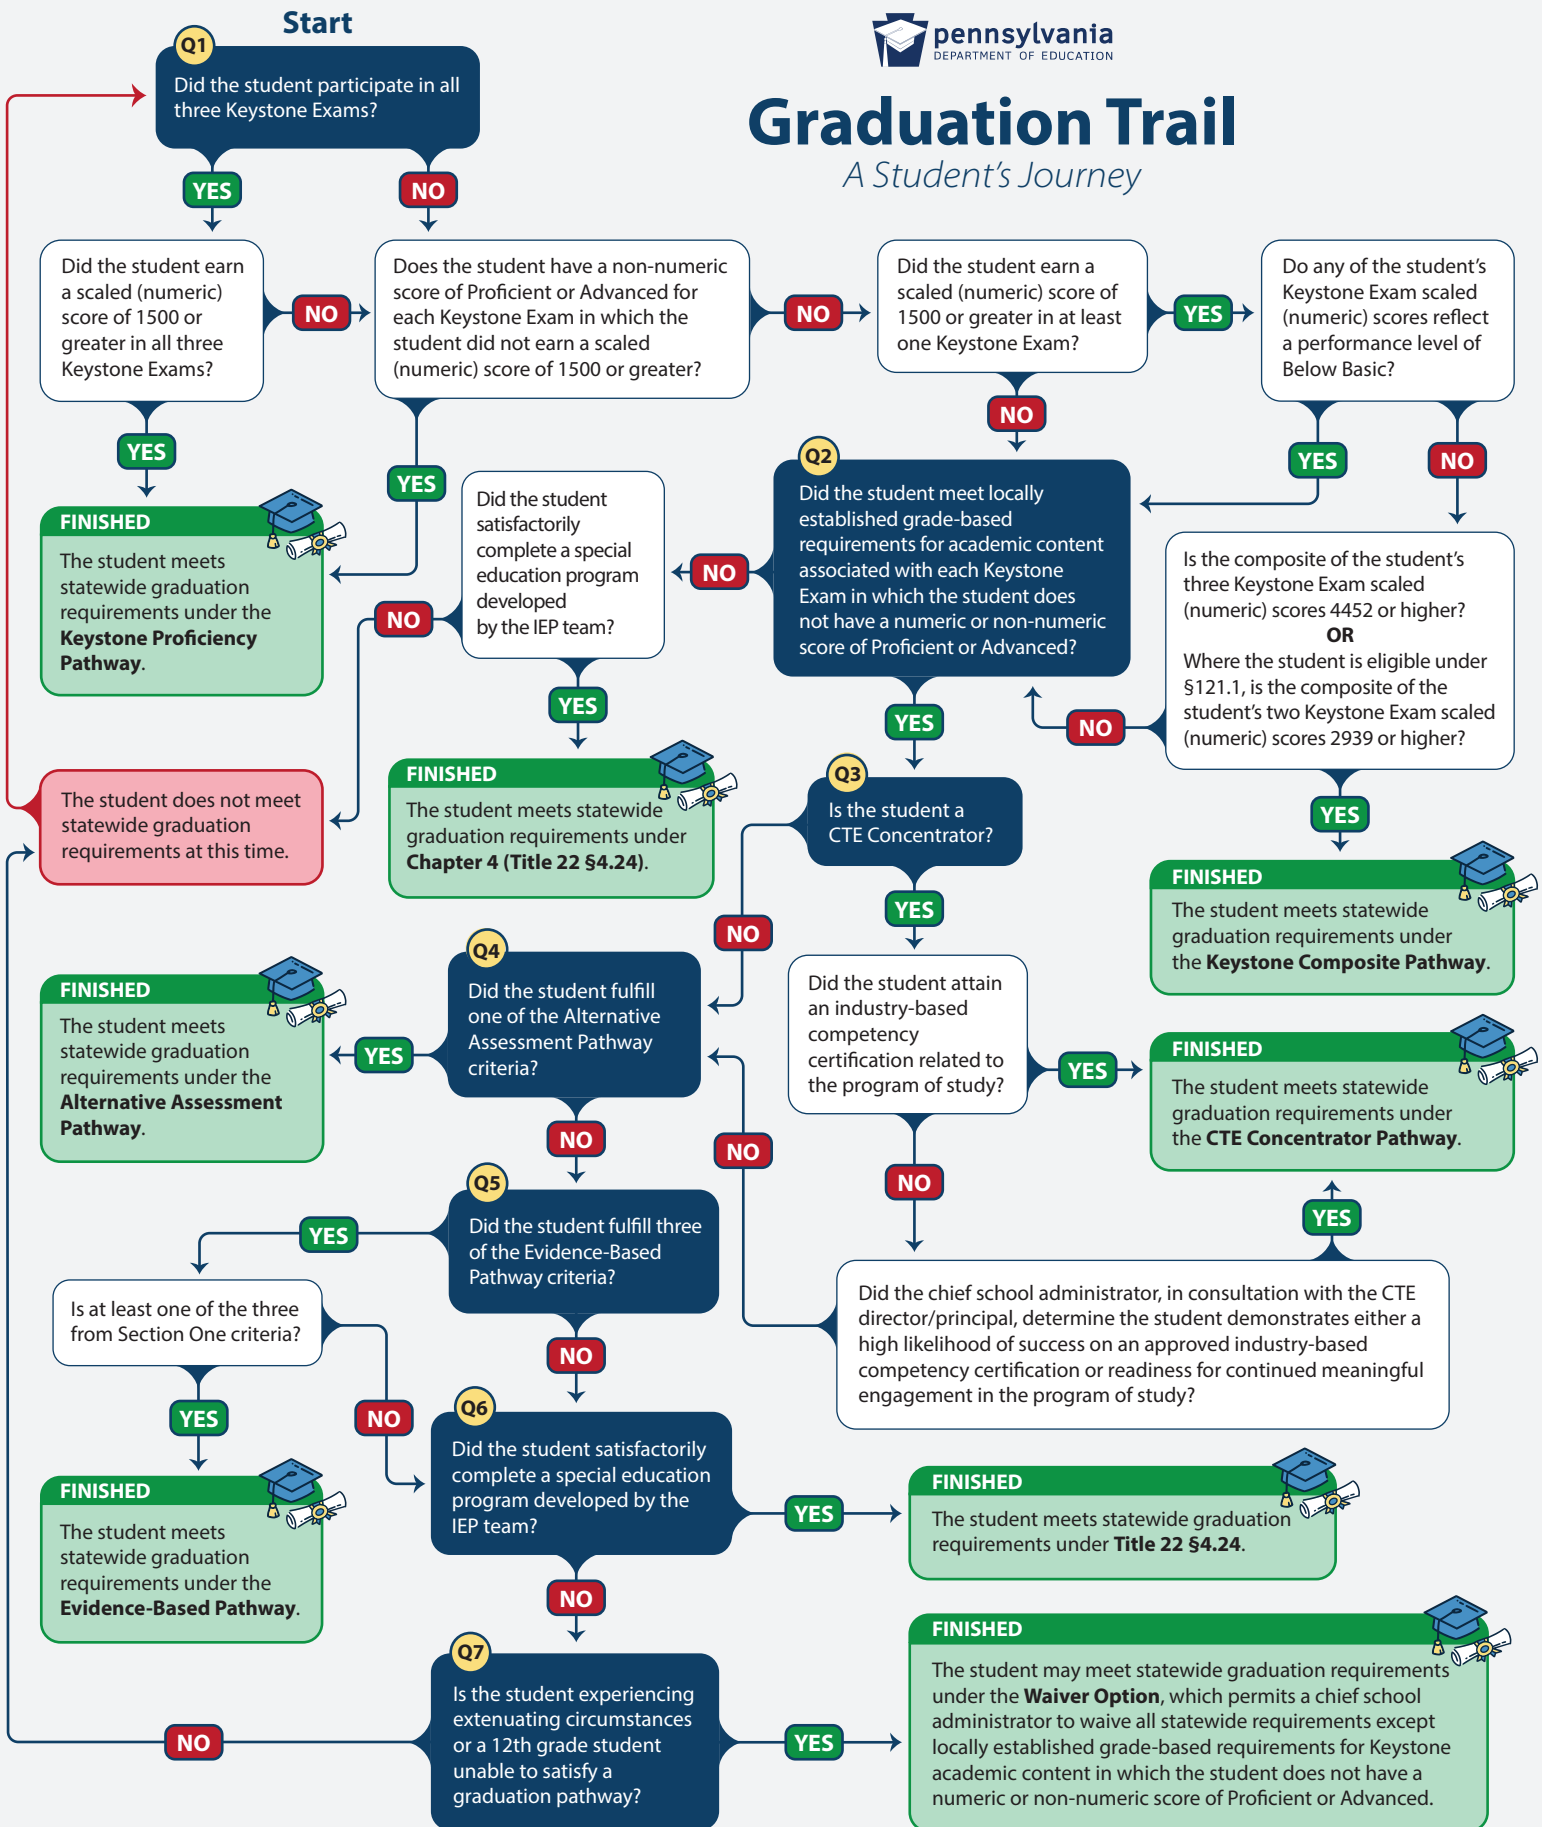 Start
pennsylvania
DEPARTMENT OF EDUCATION
Graduation Trail
A Student's Journey
Q1
Did the student participate in all
three Keystone Exams?
YES
NO
Did the student earn
a scaled (numeric)
score of 1500 or
greater in all three
Keystone Exams?
NO
Does the student have a non-numeric
score of Proficient or Advanced for
each Keystone Exam in which the
student did not earn a scaled
(numeric) score of 1500 or greater?
NO
Did the student earn a
scaled (numeric) score of
1500 or greater in at least
one Keystone Exam?
YES
Do any of the student's
Keystone Exam scaled
(numeric) scores reflect
a performance level of
Below Basic?
YES
YES
NO
YES
NO
FINISHED
The student meets
statewide graduation
requirements under the
Keystone Proficiency
Pathway.
Did the student
satisfactorily
complete a special
education program
developed
by the IEP team?
NO
Q2
Did the student meet locally
established grade-based
requirements for academic content
associated with each Keystone
Exam in which the student does
not have a numeric or non-numeric
score of Proficient or Advanced?
Is the composite of the student's
three Keystone Exam scaled
(numeric) scores 4452 or higher?
OR
Where the student is eligible under
§121.1, is the composite of the
student's two Keystone Exam scaled
(numeric) scores 2939 or higher?
NO
YES
YES
NO
YES
The student does not meet
statewide graduation
requirements at this time.
FINISHED
The student meets statewide
graduation requirements under
Chapter 4 (Title 22 §4.24).
Q3
Is the student a
CTE Concentrator?
NO
YES
FINISHED
The student meets statewide
graduation requirements under
the Keystone Composite Pathway.
FINISHED
The student meets
statewide graduation
requirements under the
Alternative Assessment
Pathway.
YES
Q4
Did the student fulfill
one of the Alternative
Assessment Pathway
criteria?
Did the student attain
an industry-based
competency
certification related to
the program of study?
YES
FINISHED
The student meets statewide
graduation requirements under
the CTE Concentrator Pathway.
NO
NO
NO
YES
Q5
Did the student fulfill three
of the Evidence-Based
Pathway criteria?
YES
Is at least one of the three
from Section One criteria?
Did the chief school administrator, in consultation with the CTE
director/principal, determine the student demonstrates either a
high likelihood of success on an approved industry-based
competency certification or readiness for continued meaningful
engagement in the program of study?
NO
YES
NO
Q6
Did the student satisfactorily
complete a special education
program developed by the
IEP team?
YES
FINISHED
The student meets statewide graduation
requirements under Title 22 §4.24.
FINISHED
The student meets
statewide graduation
requirements under the
Evidence-Based Pathway.
NO
Q7
Is the student experiencing
extenuating circumstances
or a 12th grade student
unable to satisfy a
graduation pathway?
NO
YES
FINISHED
The student may meet statewide graduation requirements
under the Waiver Option, which permits a chief school
administrator to waive all statewide requirements except
locally established grade-based requirements for Keystone
academic content in which the student does not have a
numeric or non-numeric score of Proficient or Advanced.